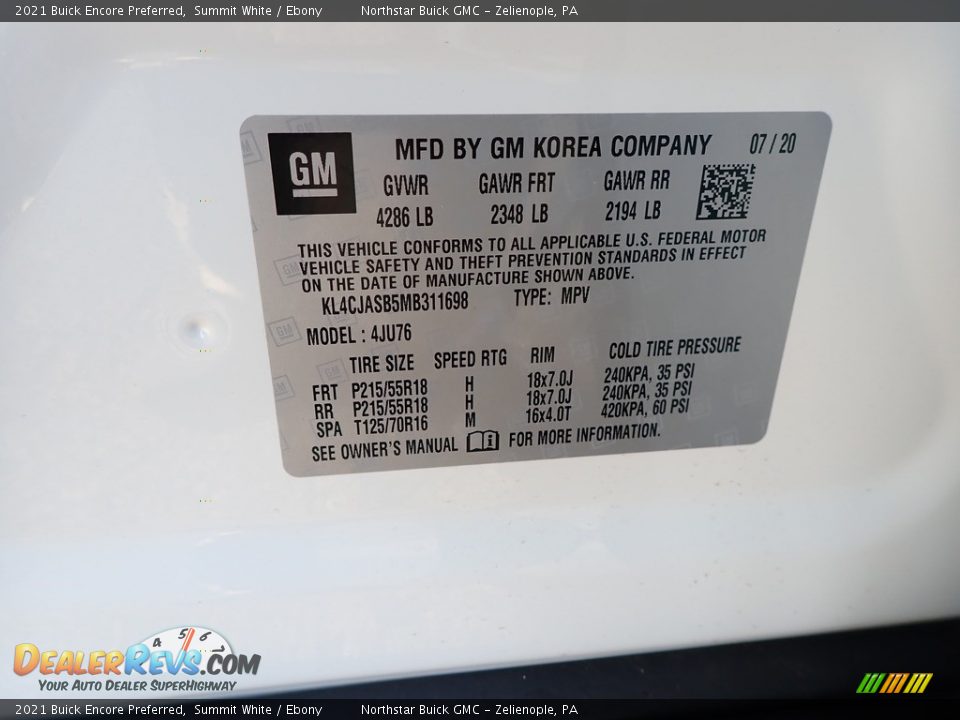 2021 Buick Encore Preferred, Summit White / Ebony Northstar Buick GMC - Zelienople, PA
GM MFD BY GM KOREA COMPANY 07 / 20
GVWR GAWR FRT GAWR RR
4286 LB 2348 LB 2194 LB
THIS VEHICLE CONFORMS TO ALL APPLICABLE U.S. FEDERAL MOTOR
VEHICLE SAFETY AND THEFT PREVENTION STANDARDS IN EFFECT
ON THE DATE OF MANUFACTURE SHOWN ABOVE.
KL4CJASB5MB311698 TYPE: MPV
MODEL : 4JU76
TIRE SIZE SPEED RTG RIM COLD TIRE PRESSURE
FRT P215/55R18 H 18x7.0J 240KPA, 35 PSI
RR P215/55R18 H 18x7.0J 240KPA, 35 PSI
SPA T125/70R16 M 16x4.0T 420KPA, 60 PSI
SEE OWNER'S MANUAL FOR MORE INFORMATION.
4 5 6
DEALERREVS.COM
YOUR AUTO DEALER SUPERHIGHWAY
2021 Buick Encore Preferred, Summit White / Ebony Northstar Buick GMC - Zelienople, PA